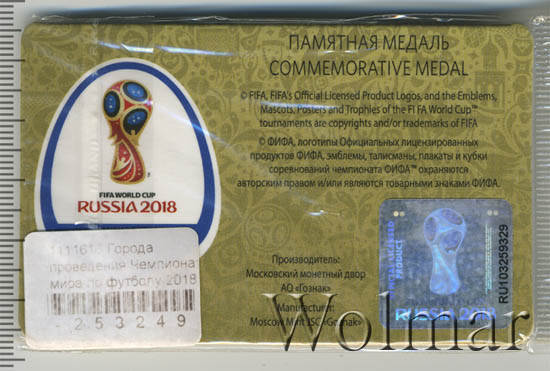 ПАМЯТНАЯ МЕДАЛЬ
COMMEMORATIVE MEDAL
© FIFA, FIFA's Official Licensed Product Logos, and the Emblems,
Mascots, Posters and Trophies of the FIFA World Cup™
tournaments are copyrights and/or trademarks of FIFA
© ФИФА, логотипы Официальных лицензированных
продуктов ФИФА, эмблемы, талисманы, плакаты и кубки
соревнований чемпионата ФИФА™ охраняются
авторским правом и/или являются товарными знаками ФИФА.
FIFA WORLD CUP
RUSSIA 2018
Города
проведения Чемпиона
мира по футболу 2018
-253249
Производитель:
Московский монетный двор
АО «Гознак»
Manufacturer:
Moscow Mint JSC «Goznak»
PRODUCT
RUSSIA 2018
RU103259329
Wolmar